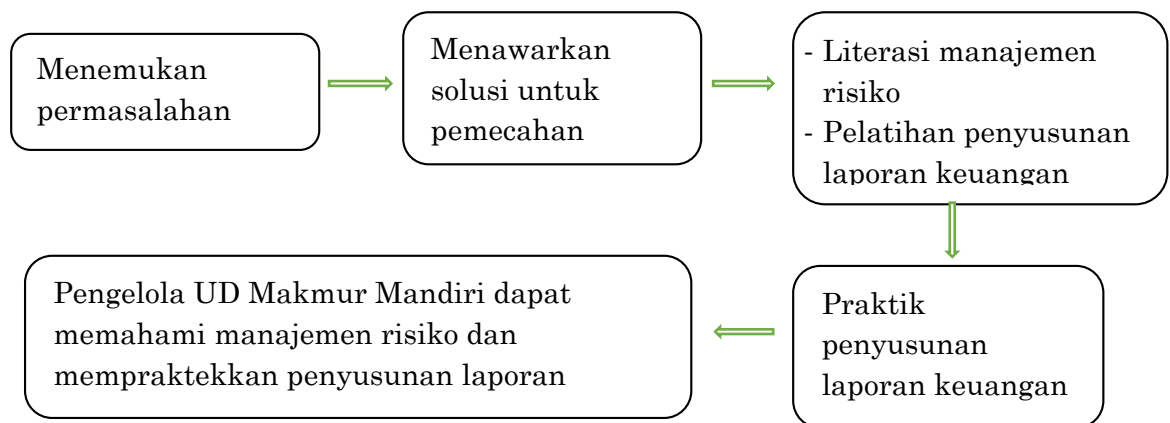 Menemukan
permasalahan
Menawarkan
solusi untuk
pemecahan
- Literasi manajemen
risiko
- Pelatihan penyusunan
laporan keuangan
Praktik
penyusunan
laporan keuangan
Pengelola UD Makmur Mandiri dapat
memahami manajemen risiko dan
mempraktekkan penyusunan laporan